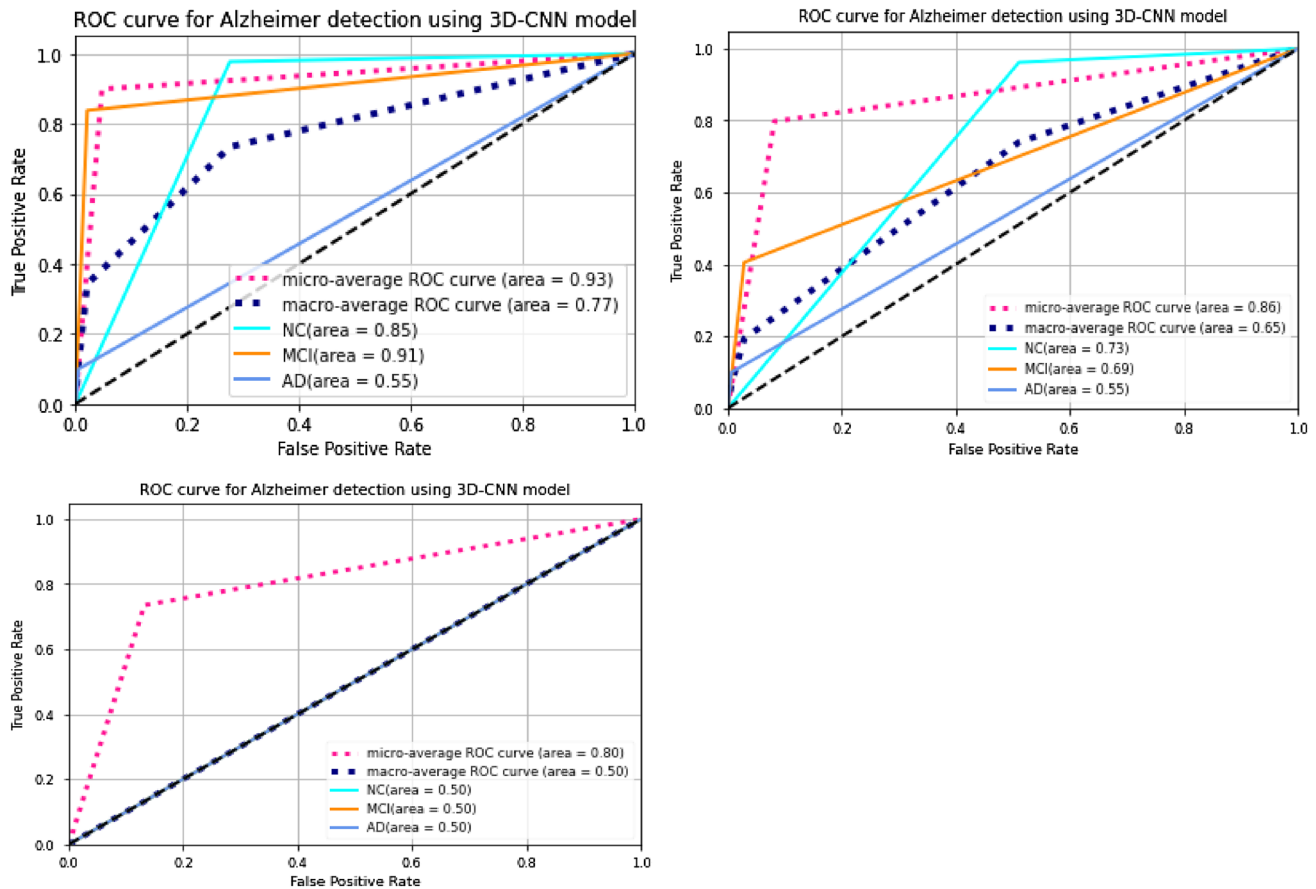 ROC curve for Alzheimer detection using 3D-CNN model
1.0
0.8
0.6
0.4
0.2
0.0
True Positive Rate
micro-average ROC curve (area = 0.93)
macro-average ROC curve (area = 0.77)
NC(area = 0.85)
MCI(area = 0.91)
AD(area = 0.55)
0.0 0.2 0.4 0.6 0.8 1.0
False Positive Rate
ROC curve for Alzheimer detection using 3D-CNN model
1.0
0.8
0.6
0.4
0.2
0.0
True Positive Rate
micro-average ROC curve (area = 0.86)
macro-average ROC curve (area = 0.65)
NC(area = 0.73)
MCI(area = 0.69)
AD(area = 0.55)
0.0 0.2 0.4 0.6 0.8 1.0
False Positive Rate
ROC curve for Alzheimer detection using 3D-CNN model
1.0
0.8
0.6
0.4
0.2
0.0
True Positive Rate
micro-average ROC curve (area = 0.80)
macro-average ROC curve (area = 0.50)
NC(area = 0.50)
MCI(area = 0.50)
AD(area = 0.50)
0.0 0.2 0.4 0.6 0.8 1.0
False Positive Rate